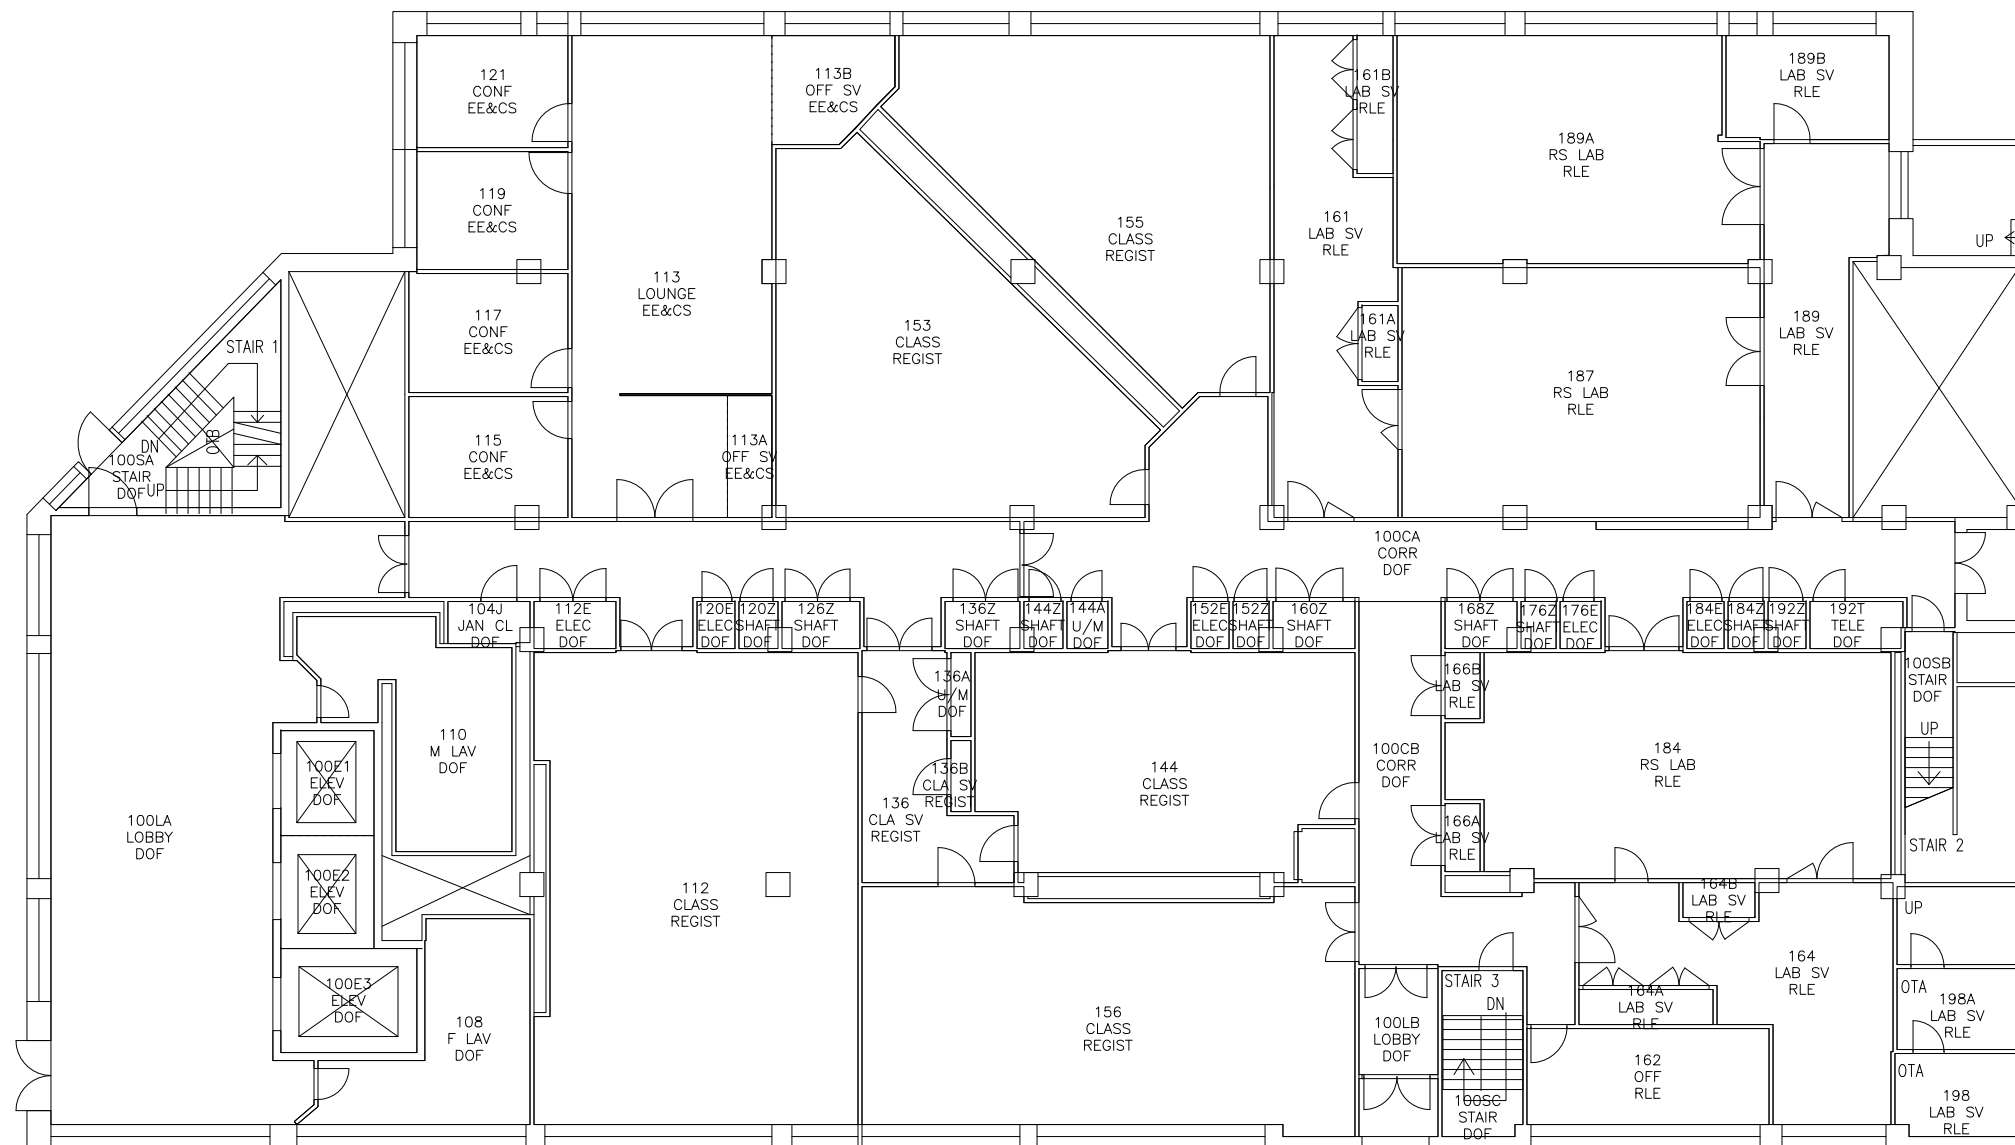 121
CONF
EE&CS
113B
OFF SV
EE&CS
161B
LAB SV
RLE
189B
LAB SV
RLE
189A
RS LAB
RLE
119
CONF
EE&CS
155
CLASS
REGIST
161
LAB SV
RLE
UP
113
LOUNGE
EE&CS
117
CONF
EE&CS
153
CLASS
REGIST
161A
LAB SV
RLE
189
LAB SV
RLE
STAIR 1
187
RS LAB
RLE
115
CONF
EE&CS
113A
OFF SV
EE&CS
DN
OTB
100SA
STAIR
DOF
UP
100CA
CORR
DOF
104J
JAN CL
DOF
112E
ELEC
DOF
120E
ELEC
DOF
120Z
SHAFT
DOF
126Z
SHAFT
DOF
136Z
SHAFT
DOF
144Z
SHAFT
DOF
144A
U/M
DOF
152E
ELEC
DOF
152Z
SHAFT
DOF
160Z
SHAFT
DOF
168Z
SHAFT
DOF
176Z
SHAFT
DOF
176E
ELEC
DOF
184E
ELEC
DOF
184Z
SHAFT
DOF
192Z
SHAFT
DOF
192T
TELE
DOF
136A
U/M
DOF
166B
LAB SV
RLE
100SB
STAIR
DOF
UP
110
M LAV
DOF
100E1
ELEV
DOF
136B
CLA SV
REGIST
144
CLASS
REGIST
100CB
CORR
DOF
184
RS LAB
RLE
100LA
LOBBY
DOF
136
CLA SV
REGIST
166A
LAB SV
RLE
STAIR 2
100E2
ELEV
DOF
112
CLASS
REGIST
164B
LAB SV
RLE
UP
100E3
ELEV
DOF
164
LAB SV
RLE
STAIR 3
DN
164A
LAB SV
RLE
OTA
198A
LAB SV
RLE
108
F LAV
DOF
156
CLASS
REGIST
100LB
LOBBY
DOF
162
OFF
RLE
OTA
100SC
STAIR
DOF
198
LAB SV
RLE